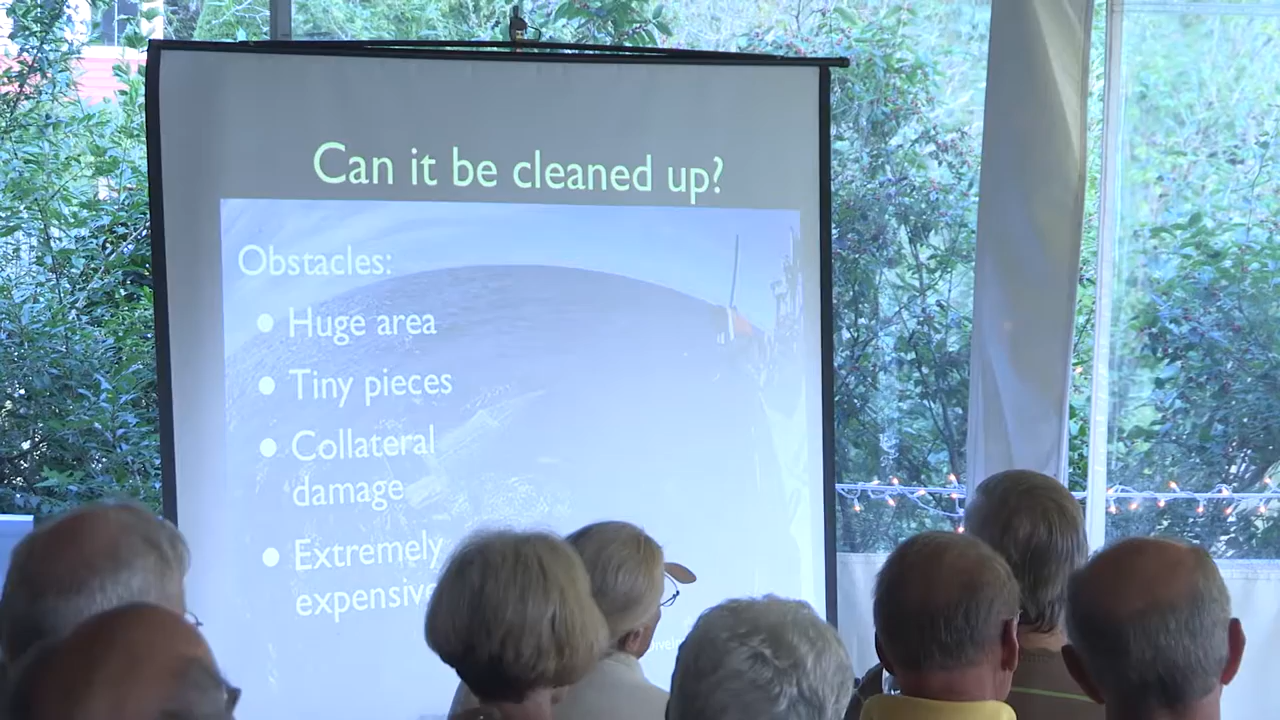 Can it be cleaned up?
Obstacles:
● Huge area
● Tiny pieces
● Collateral
damage
● Extremely
expensive